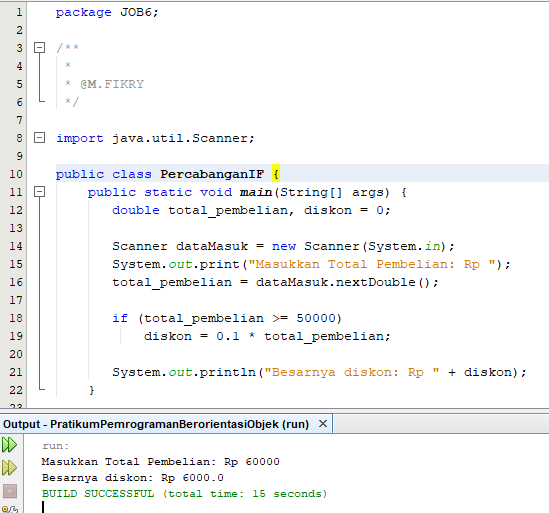 1 package JOB6;
2
3 /**
4 *
5 * @M.FIKRY
6 */
7
8 import java.util.Scanner;
9
10 public class PercabanganIF {
11 public static void main(String[] args) {
12 double total_pembelian, diskon = 0;
13
14 Scanner dataMasuk = new Scanner(System.in);
15 System.out.print("Masukkan Total Pembelian: Rp ");
16 total_pembelian = dataMasuk.nextDouble();
17
18 if (total_pembelian >= 50000)
19 diskon = 0.1 * total_pembelian;
20
21 System.out.println("Besarnya diskon: Rp " + diskon);
22 }
23
Output - PratikumPemrogramanBerorientasiObjek (run) ×
run:
Masukkan Total Pembelian: Rp 60000
Besarnya diskon: Rp 6000.0
BUILD SUCCESSFUL (total time: 15 seconds)